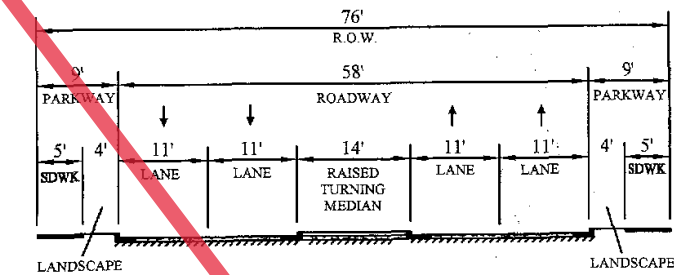 76'
R.O.W.
9' 58' 9'
PARKWAY ROADWAY PARKWAY
5' 4' 11' 11' 14' 11' 11' 4' 5'
SDWK LANE LANE RAISED LANE LANE SDWK
TURNING
MEDIAN
LANDSCAPE LANDSCAPE